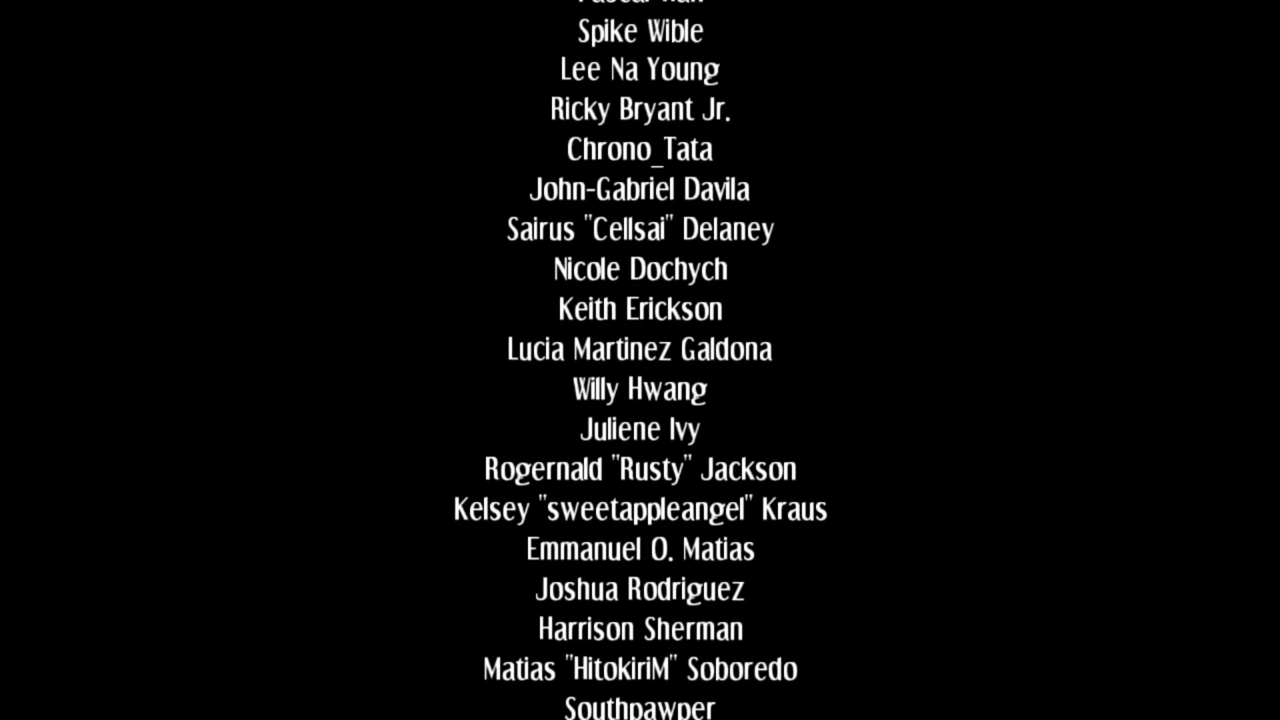 Spike Wible
Lee Na Young
Ricky Bryant Jr.
Chrono_Tata
John-Gabriel Davila
Sairus "Cellsai" Delaney
Nicole Dochych
Keith Erickson
Lucia Martinez Galdona
Willy Hwang
Juliene Ivy
Rogernald "Rusty" Jackson
Kelsey "sweetappleangel" Kraus
Emmanuel O. Matias
Joshua Rodriguez
Harrison Sherman
Matias "HitokiriM" Soboredo
Southpawper